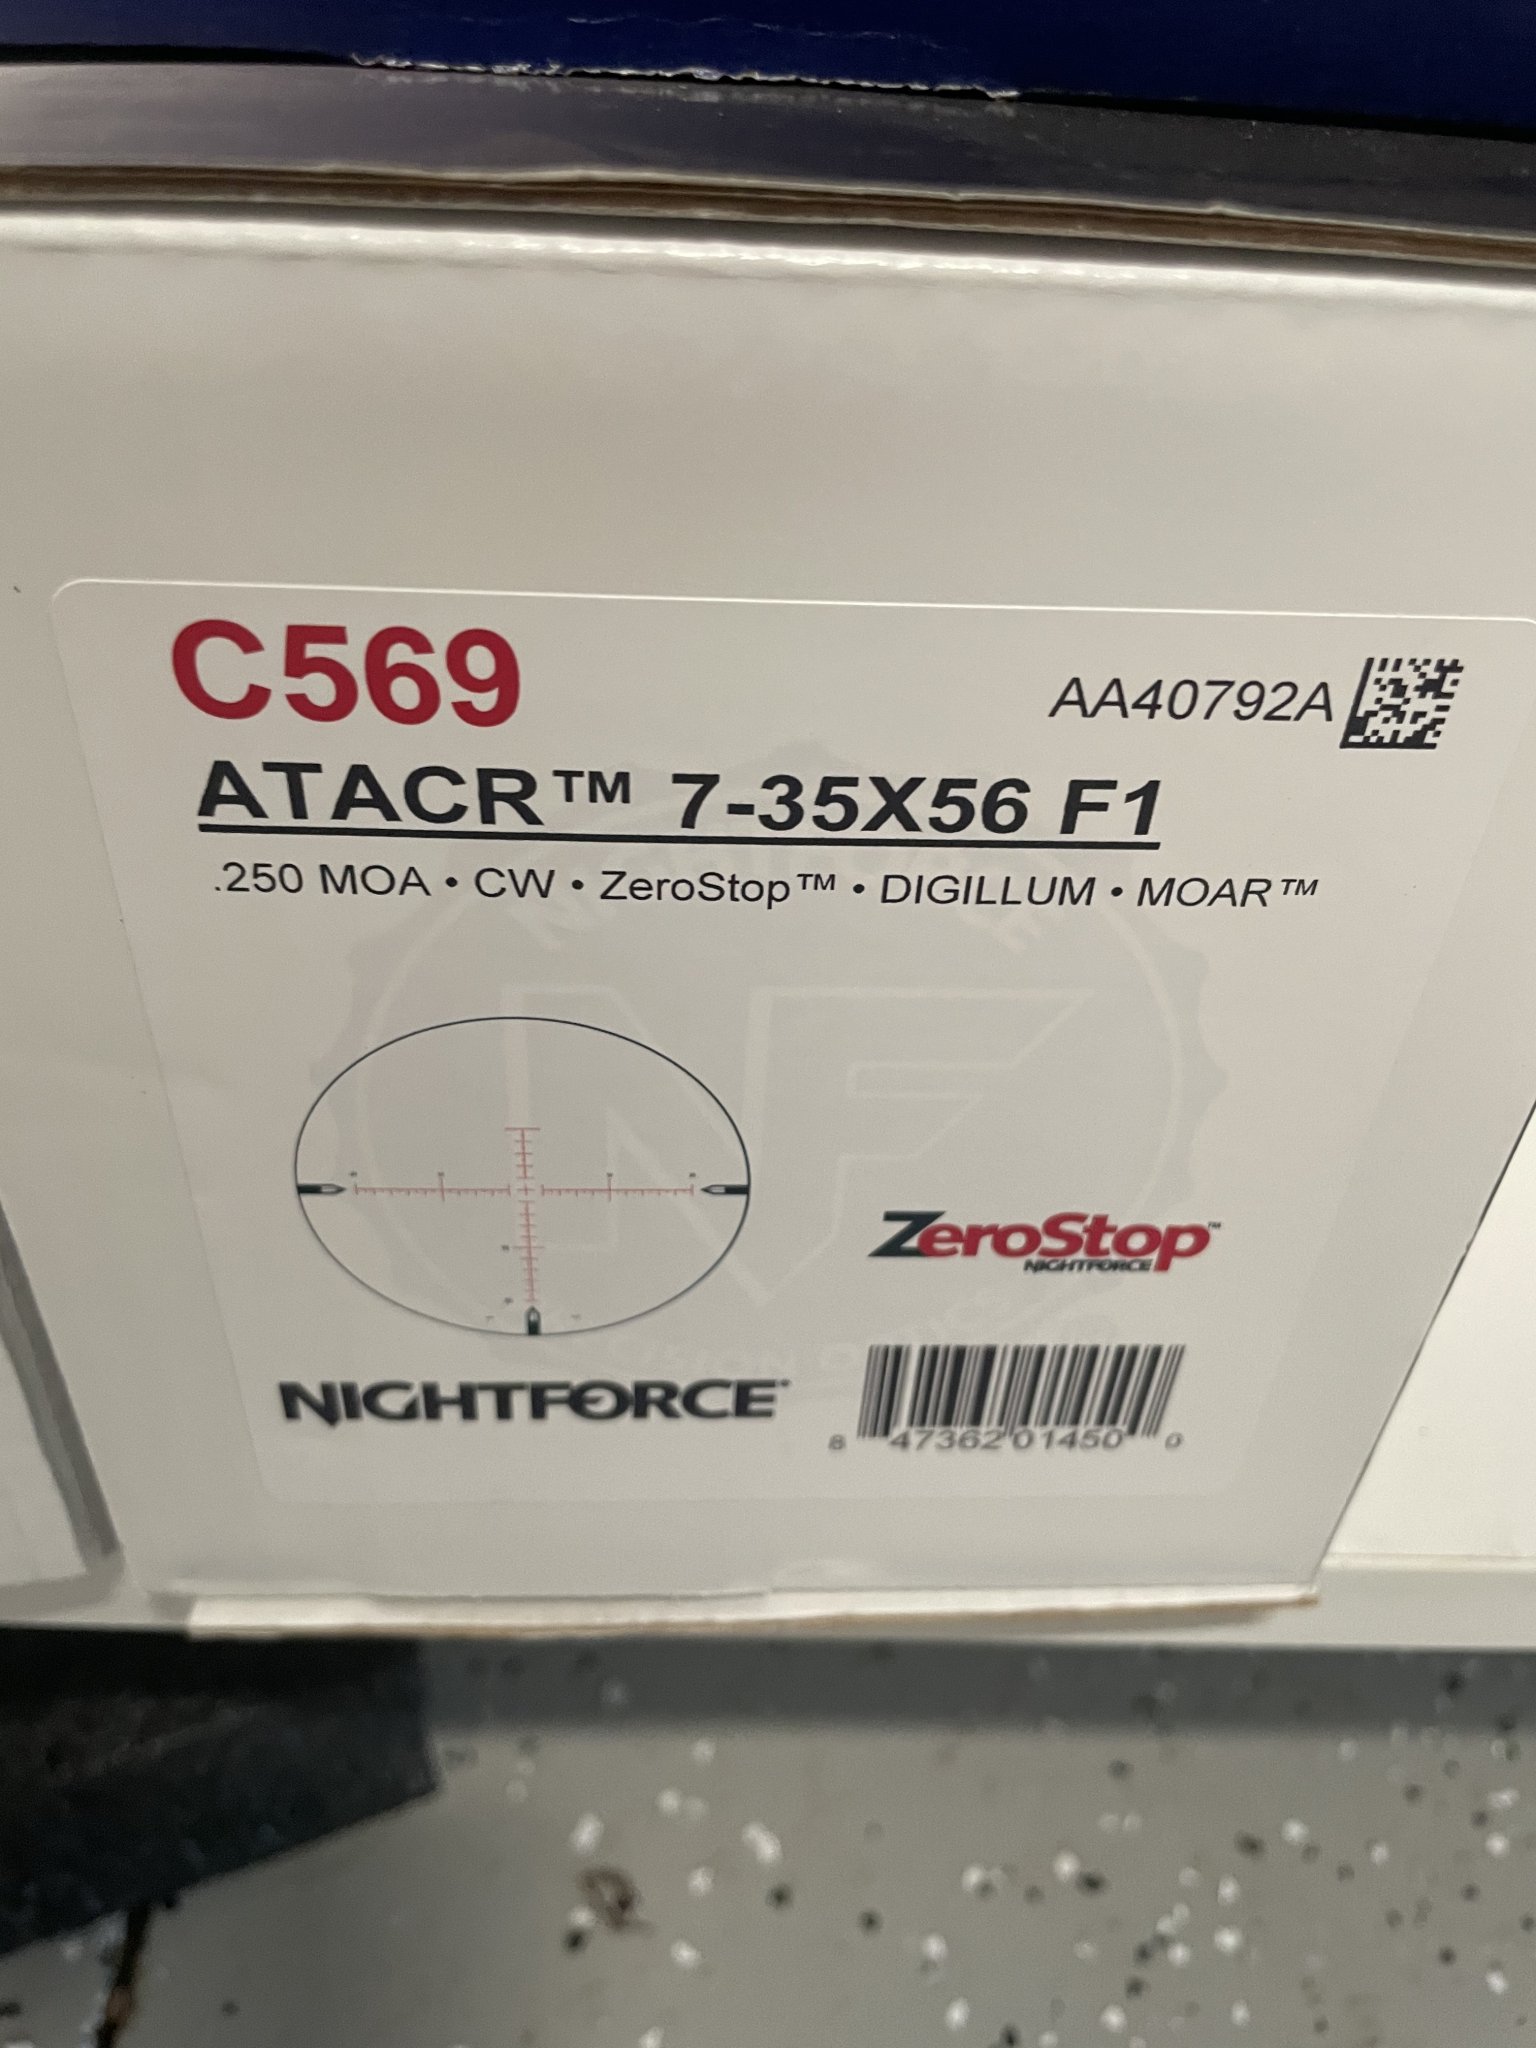 C569
AA40792A
ATACR™ 7-35X56 F1
.250 MOA • CW • ZeroStop™ • DIGILLUM • MOAR™
ZeroStop™
NIGHTFORCE
NIGHTFORCE
8 47362 01450 0